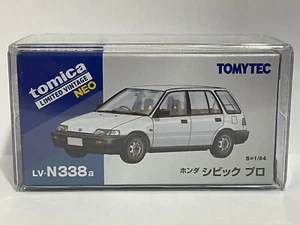 tomica
LIMITED VINTAGE
NEO
TOMYTEC
LV-N338a
S=1/64
ホンダ シビック プロ